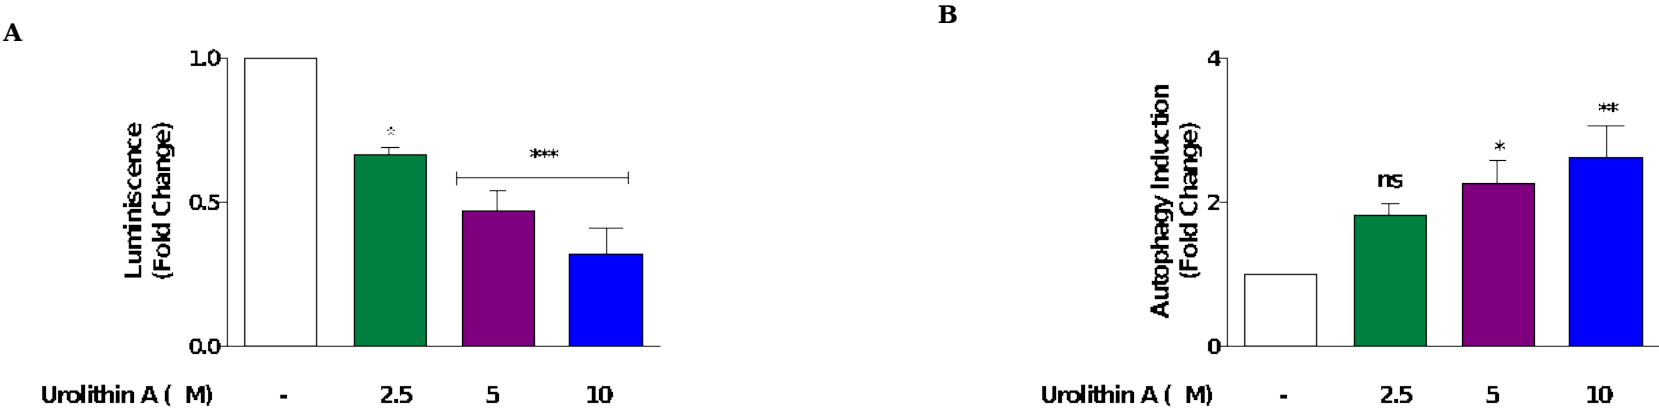 A
1.0
0.5
0.0
Luminiscence
(Fold Change)
*
***
Urolithin A ( M) - 2.5 5 10
B
4
2
0
Autophagy Induction
(Fold Change)
ns
*
**
Urolithin A ( M) - 2.5 5 10